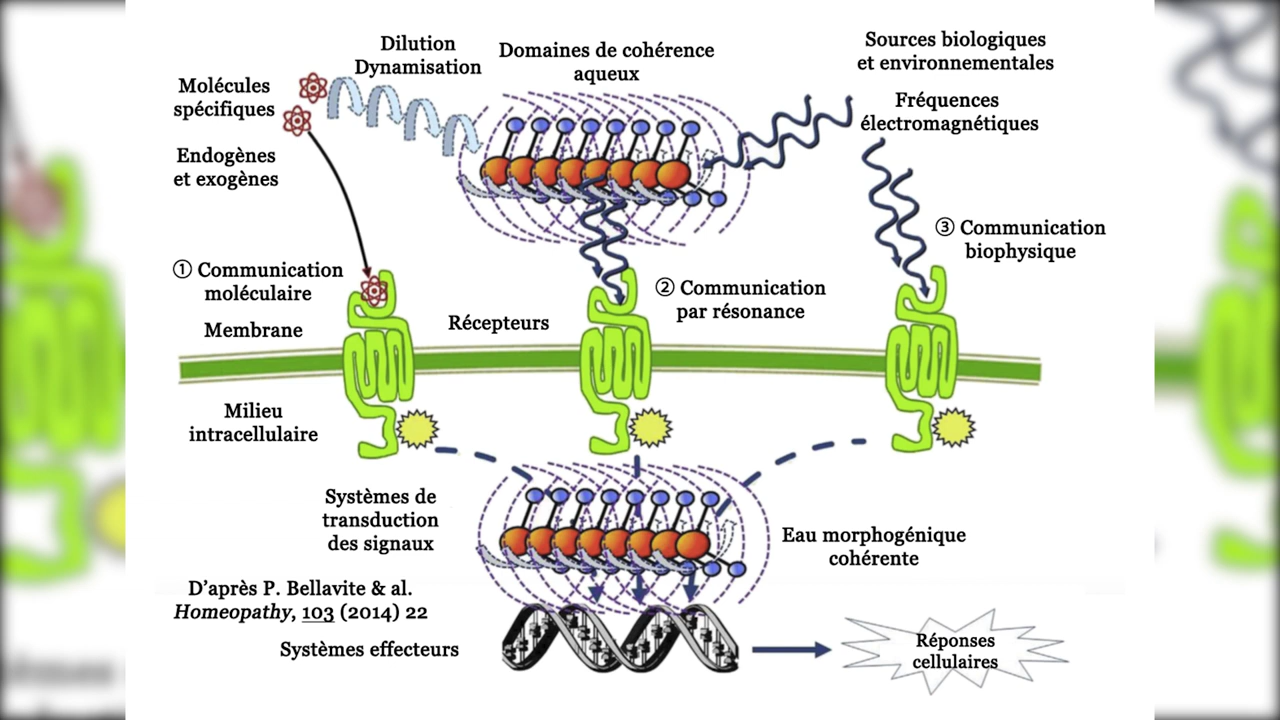 Dilution
Dynamisation
Domaines de cohérence
aqueux
Sources biologiques
et environnementales
Molécules
spécifiques
Fréquences
électromagnétiques
Endogènes
et exogènes
③ Communication
biophysique
① Communication
moléculaire
② Communication
par résonance
Membrane
Récepteurs
Milieu
intracellulaire
Systèmes de
transduction
des signaux
Eau morphogénique
cohérente
D'après P. Bellavite & al.
Homeopathy, 103 (2014) 22
Systèmes effecteurs
Réponses
cellulaires